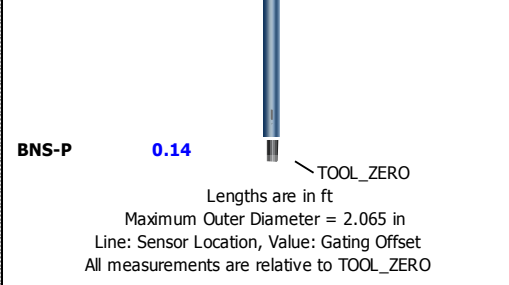 BNS-P 0.14
TOOL_ZERO
Lengths are in ft
Maximum Outer Diameter = 2.065 in
Line: Sensor Location, Value: Gating Offset
All measurements are relative to TOOL_ZERO